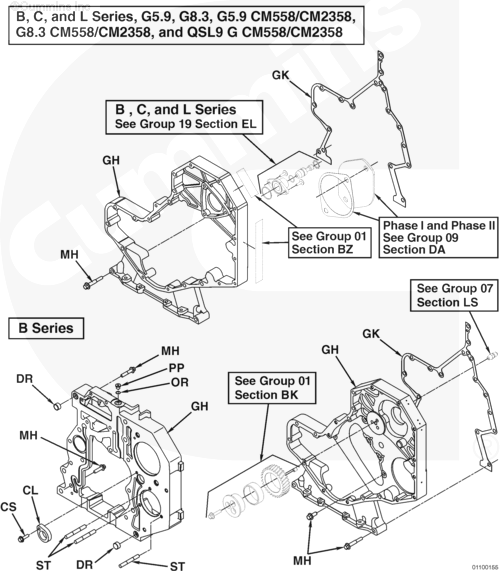 ©Cummins Inc
B, C, and L Series, G5.9, G8.3, G5.9 CM558/CM2358,
G8.3 CM558/CM2358, and QSL9 G CM558/CM2358
GK
B , C, and L Series
See Group 19 Section EL
GH
Phase I and Phase II
See Group 09
Section DA
See Group 01
Section BZ
MH
See Group 07
Section LS
B Series
GK
MH
GH
PP
DR
OR
See Group 01
Section BK
GH
MH
CL
CS
ST
DR
ST
MH
01100188
Cummins